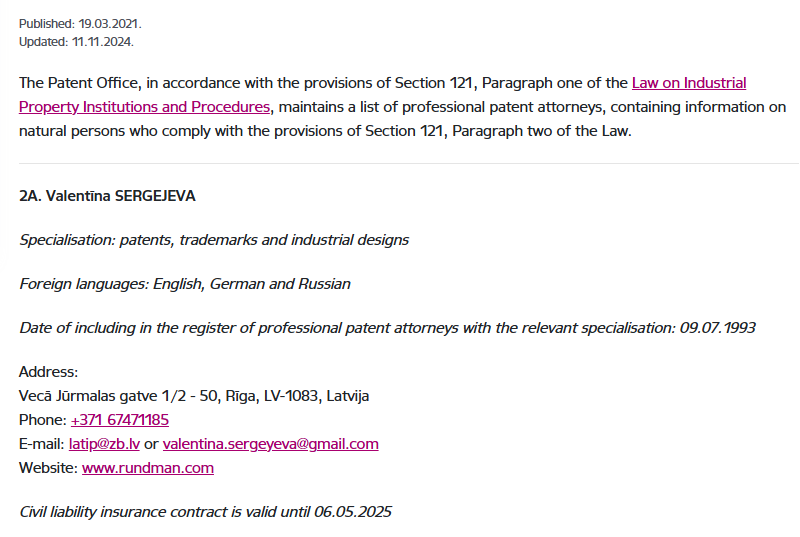 Published: 19.03.2021.
Updated: 11.11.2024.
The Patent Office, in accordance with the provisions of Section 121, Paragraph one of the Law on Industrial
Property Institutions and Procedures, maintains a list of professional patent attorneys, containing information on
natural persons who comply with the provisions of Section 121, Paragraph two of the Law.
2A. Valentīna SERGEJEVA
Specialisation: patents, trademarks and industrial designs
Foreign languages: English, German and Russian
Date of including in the register of professional patent attorneys with the relevant specialisation: 09.07.1993
Address:
Vecā Jūrmalas gatve 1/2 - 50, Rīga, LV-1083, Latvija
Phone: +371 67471185
E-mail: latip@zb.lv or valentina.sergeyeva@gmail.com
Website: www.rundman.com
Civil liability insurance contract is valid until 06.05.2025